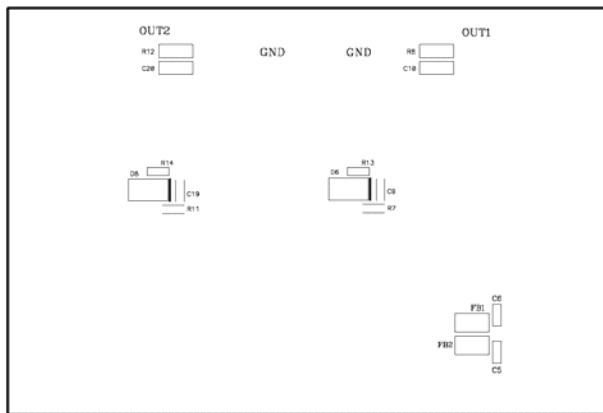 OUT2
OUT1
R12
GND
GND
R8
C20
C10
R14
R13
D8
D6
C19
C9
R11
R7
C6
FB1
FB2
C5